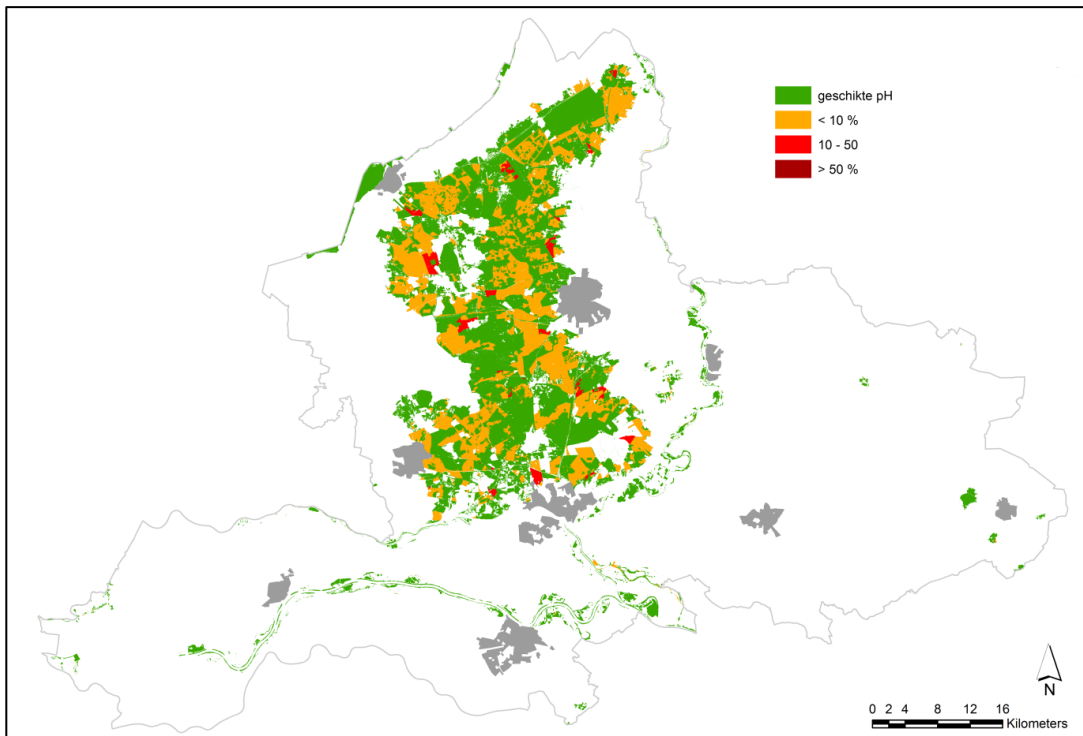 geschikte pH
< 10 %
10 - 50
> 50 %
N
0 2 4 8 12 16
Kilometers